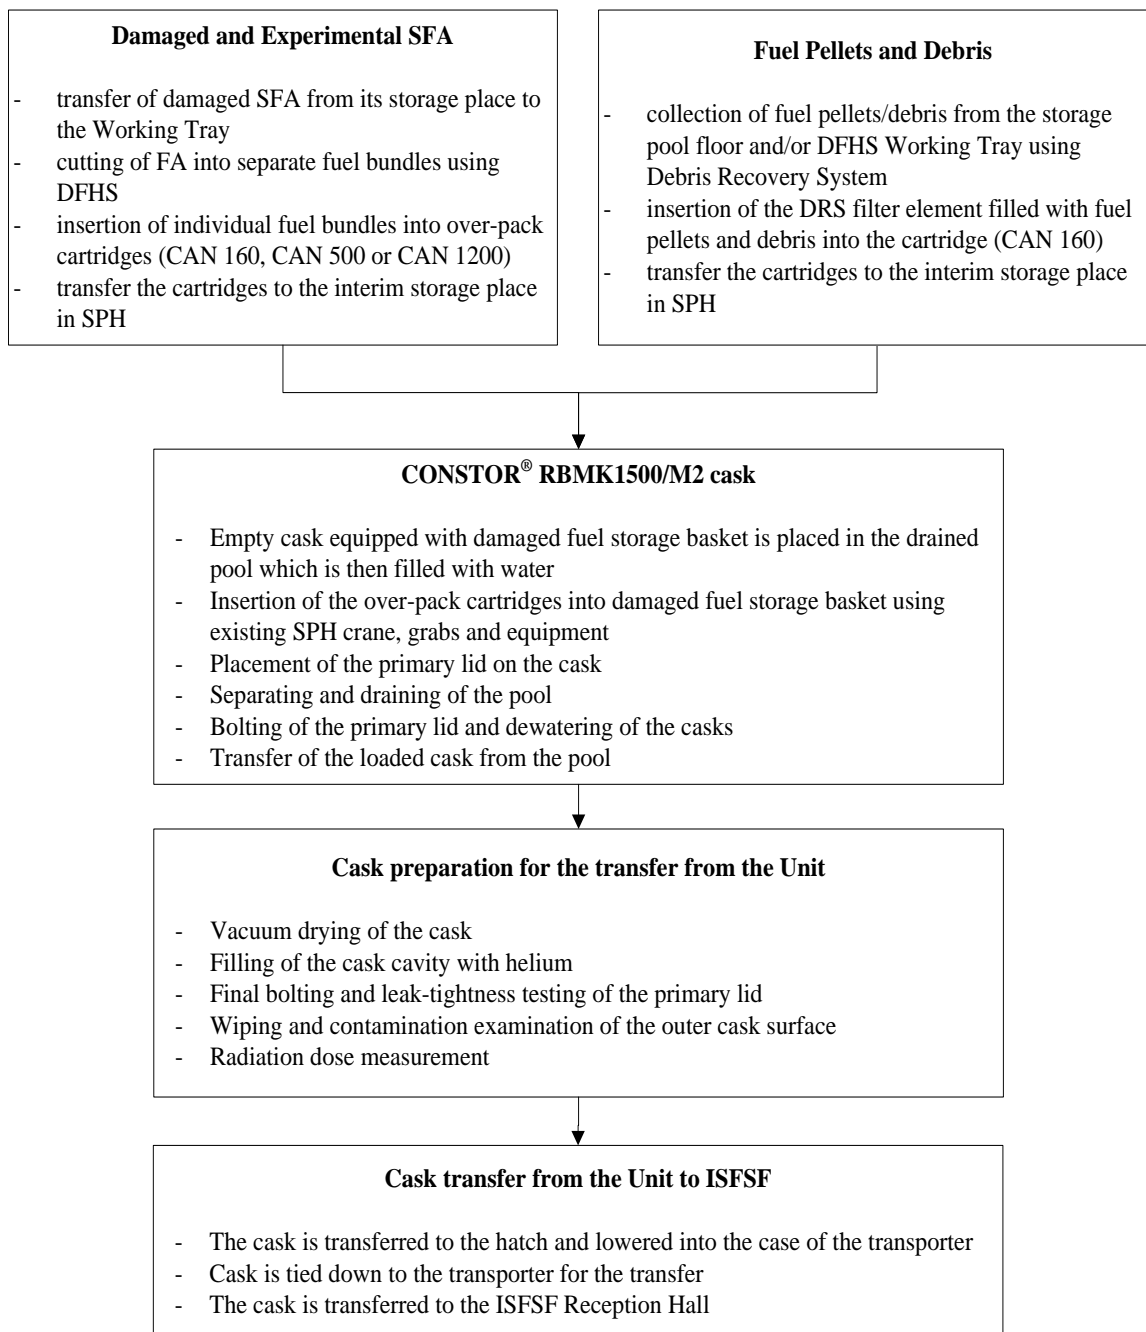 Damaged and Experimental SFA
- transfer of damaged SFA from its storage place to
the Working Tray
- cutting of FA into separate fuel bundles using
DFHS
- insertion of individual fuel bundles into over-pack
cartridges (CAN 160, CAN 500 or CAN 1200)
- transfer the cartridges to the interim storage place
in SPH
Fuel Pellets and Debris
- collection of fuel pellets/debris from the storage
pool floor and/or DFHS Working Tray using
Debris Recovery System
- insertion of the DRS filter element filled with fuel
pellets and debris into the cartridge (CAN 160)
- transfer the cartridges to the interim storage place
in SPH
CONSTOR® RBMK1500/M2 cask
- Empty cask equipped with damaged fuel storage basket is placed in the drained
pool which is then filled with water
- Insertion of the over-pack cartridges into damaged fuel storage basket using
existing SPH crane, grabs and equipment
- Placement of the primary lid on the cask
- Separating and draining of the pool
- Bolting of the primary lid and dewatering of the casks
- Transfer of the loaded cask from the pool
Cask preparation for the transfer from the Unit
- Vacuum drying of the cask
- Filling of the cask cavity with helium
- Final bolting and leak-tightness testing of the primary lid
- Wiping and contamination examination of the outer cask surface
- Radiation dose measurement
Cask transfer from the Unit to ISFSF
- The cask is transferred to the hatch and lowered into the case of the transporter
- Cask is tied down to the transporter for the transfer
- The cask is transferred to the ISFSF Reception Hall